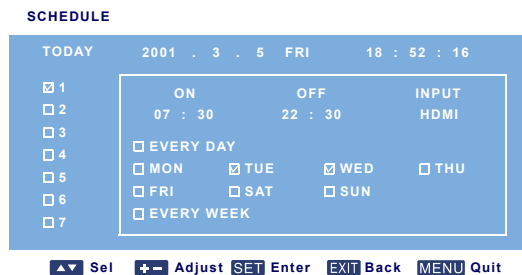 SCHEDULE
TODAY 2001 . 3 . 5 FRI 18 : 52 : 16
1
2
3
4
5
6
7
ON OFF INPUT
07 : 30 22 : 30 HDMI
EVERY DAY
MON TUE WED THU
FRI SAT SUN
EVERY WEEK
Sel Adjust SET Enter EXIT Back MENU Quit